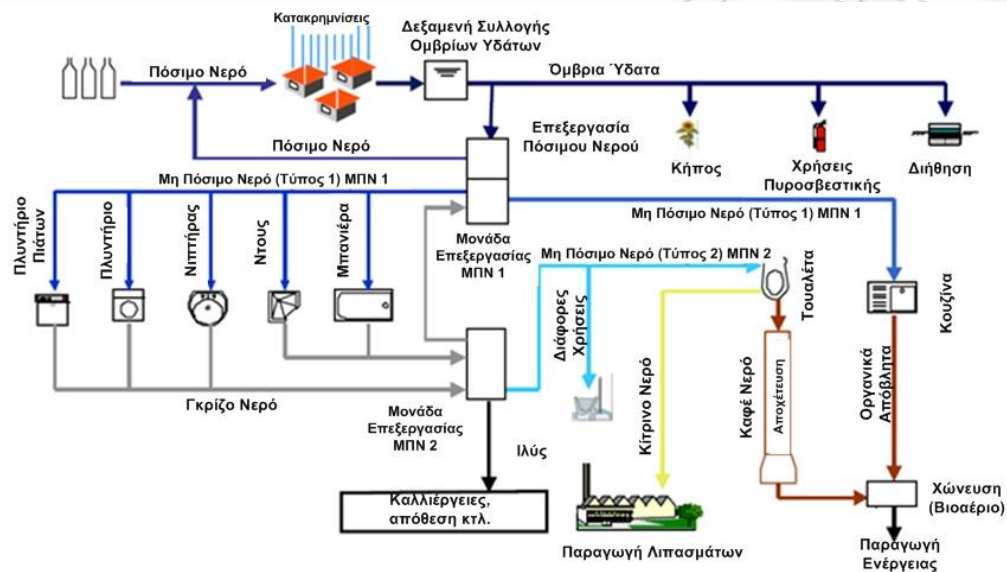 Κατακρημνίσεις
Δεξαμενή Συλλογής
Ομβρίων Υδάτων
Πόσιμο Νερό
Όμβρια Ύδατα
Επεξεργασία
Πόσιμου Νερού
Πόσιμο Νερό
Κήπος
Χρήσεις
Πυροσβεστικής
Διήθηση
Μη Πόσιμο Νερό (Τύπος 1) ΜΠΝ 1
Μη Πόσιμο Νερό (Τύπος 1) ΜΠΝ 1
Πλυντήριο
Πιάτων
Πλυντήριο
Νιπτήρας
Ντους
Μπανιέρα
Μονάδα
Επεξεργασίας
ΜΠΝ 1
Μη Πόσιμο Νερό (Τύπος 2) ΜΠΝ 2
Τουαλέτα
Κουζίνα
Διάφορες
Χρήσεις
Κίτρινο Νερό
Καφέ Νερό
Αποχέτευση
Οργανικά
Απόβλητα
Γκρίζο Νερό
Μονάδα
Επεξεργασίας
ΜΠΝ 2
Ιλύς
Καλλιέργειες,
απόθεση κτλ.
Παραγωγή Λιπασμάτων
Χώνευση
(Βιοαέριο)
Παραγωγή
Ενέργειας